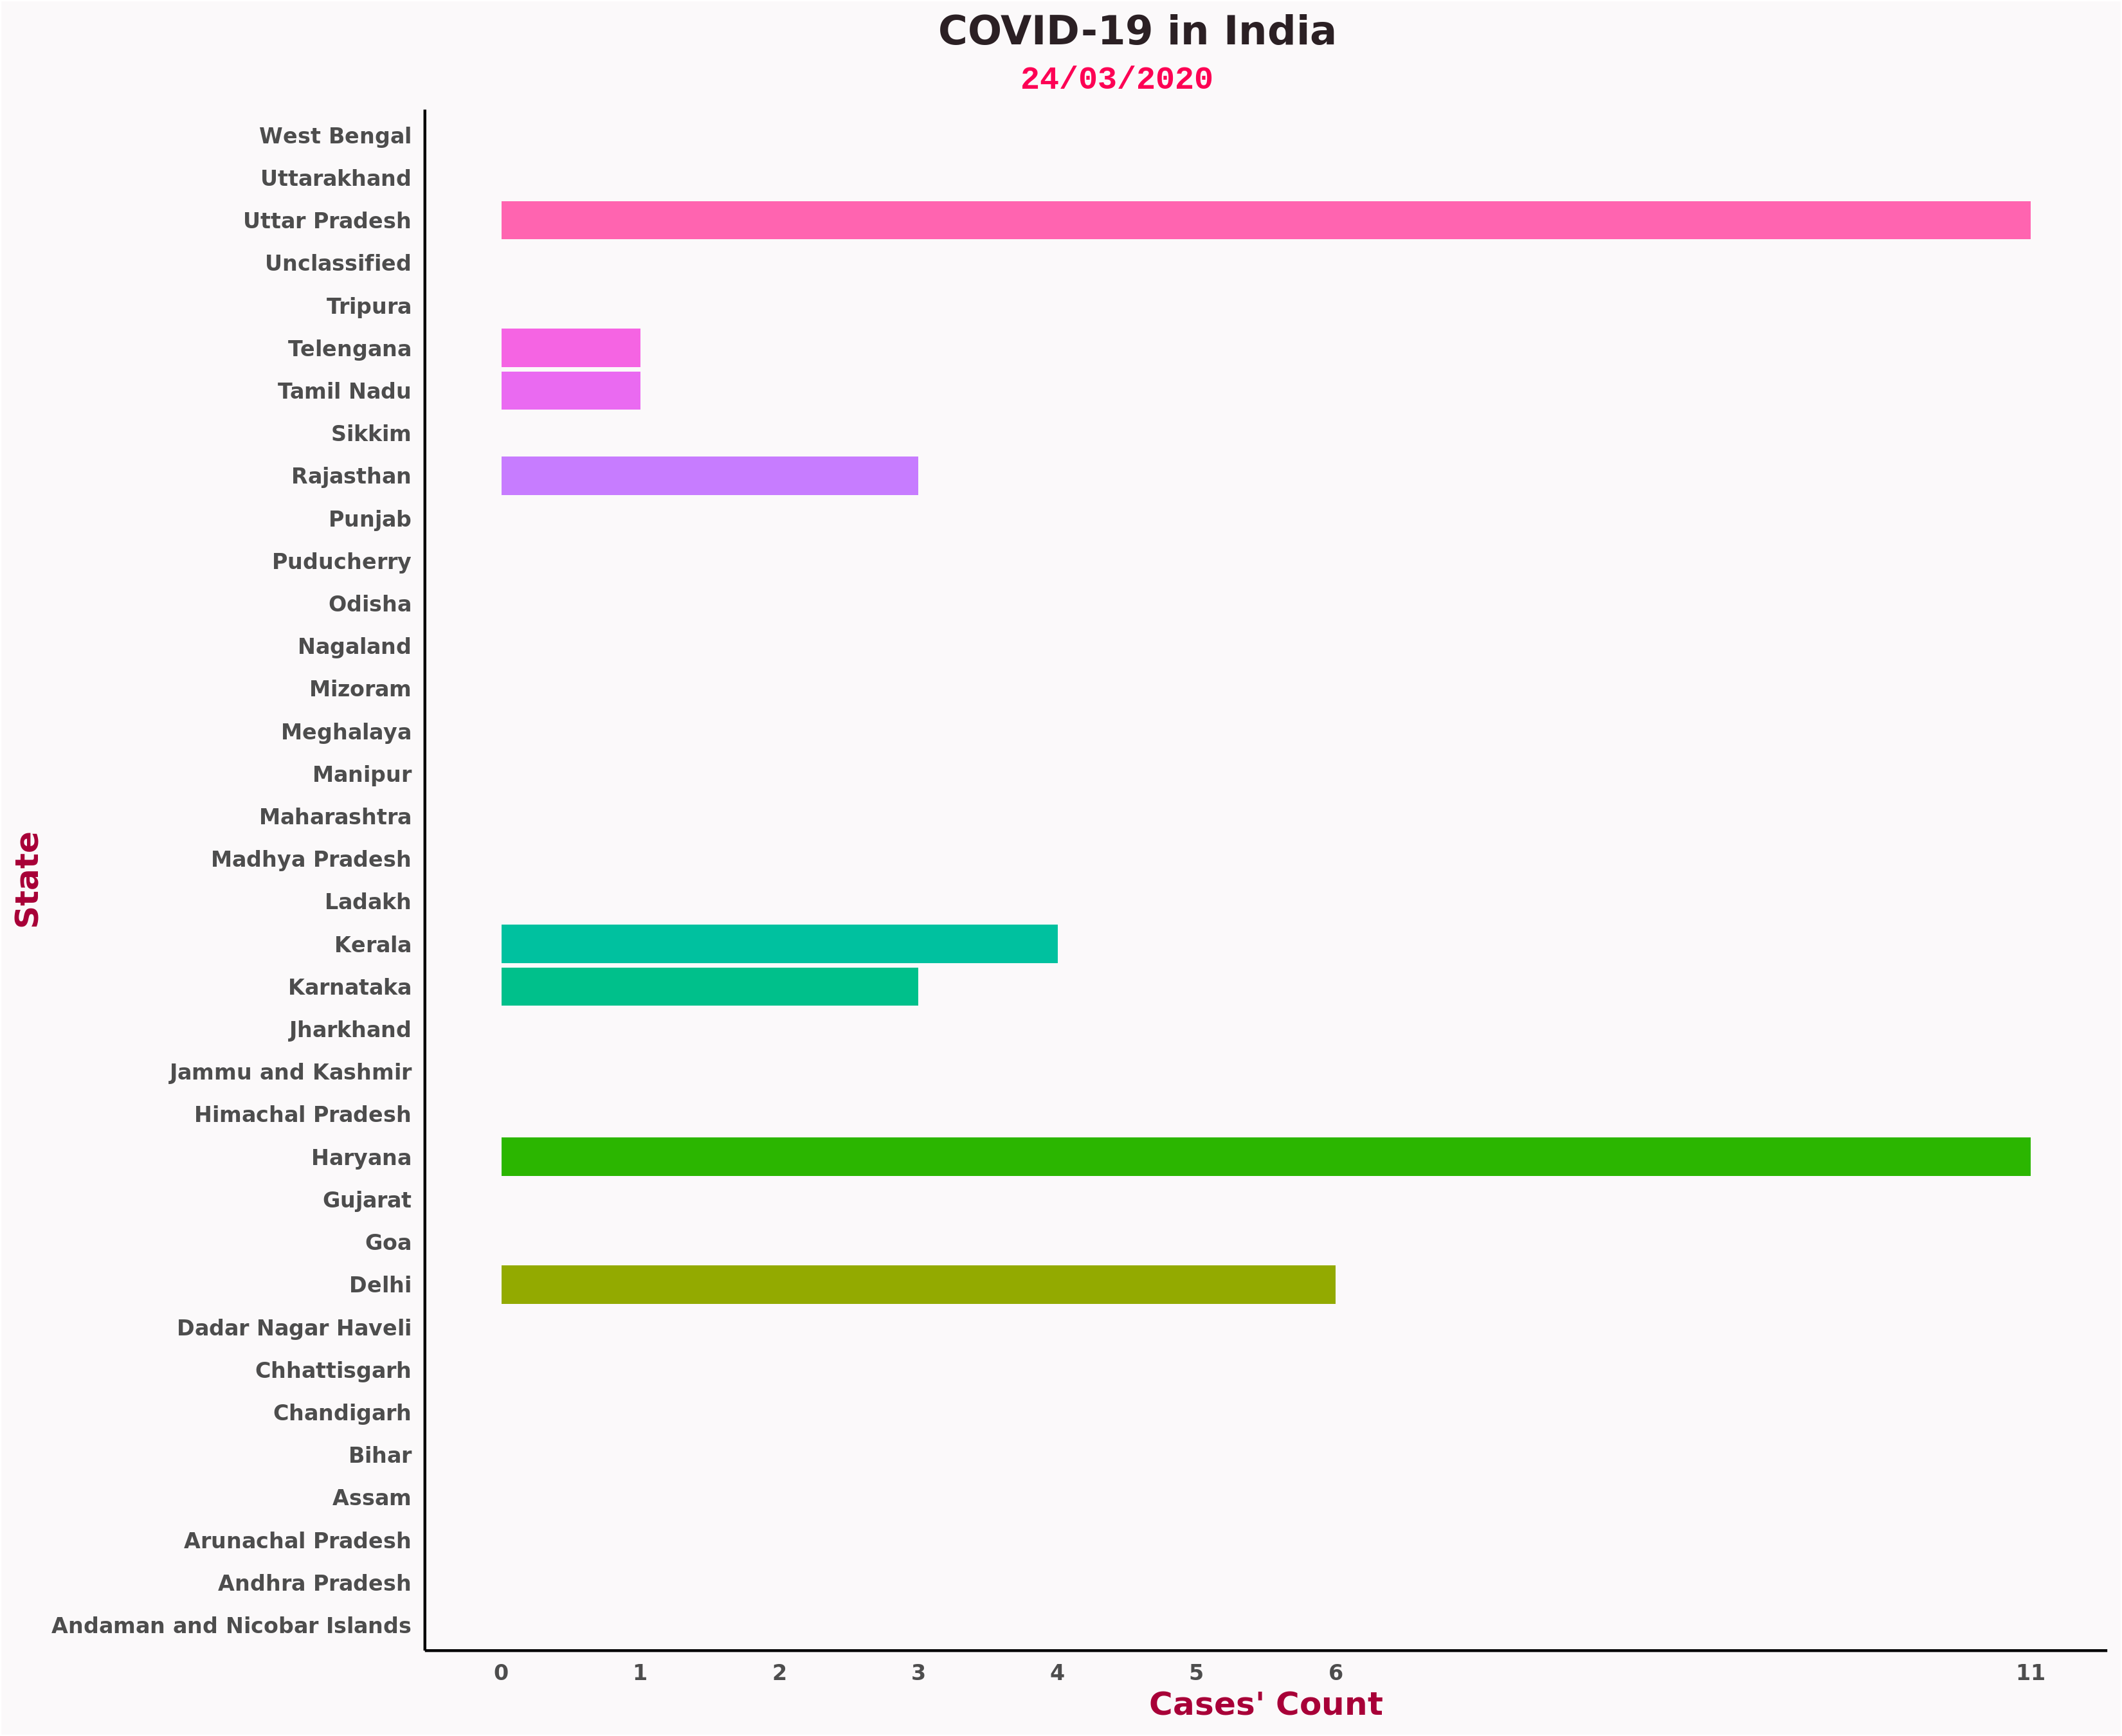 COVID-19 in India
24/03/2020
West Bengal
Uttarakhand
Uttar Pradesh
Unclassified
Tripura
Telengana
Tamil Nadu
Sikkim
Rajasthan
Punjab
Puducherry
Odisha
Nagaland
Mizoram
Meghalaya
Manipur
Maharashtra
Madhya Pradesh
Ladakh
Kerala
Karnataka
Jharkhand
Jammu and Kashmir
Himachal Pradesh
Haryana
Gujarat
Goa
Delhi
Dadar Nagar Haveli
Chhattisgarh
Chandigarh
Bihar
Assam
Arunachal Pradesh
Andhra Pradesh
Andaman and Nicobar Islands
State
0 1 2 3 4 5 6 11
Cases' Count